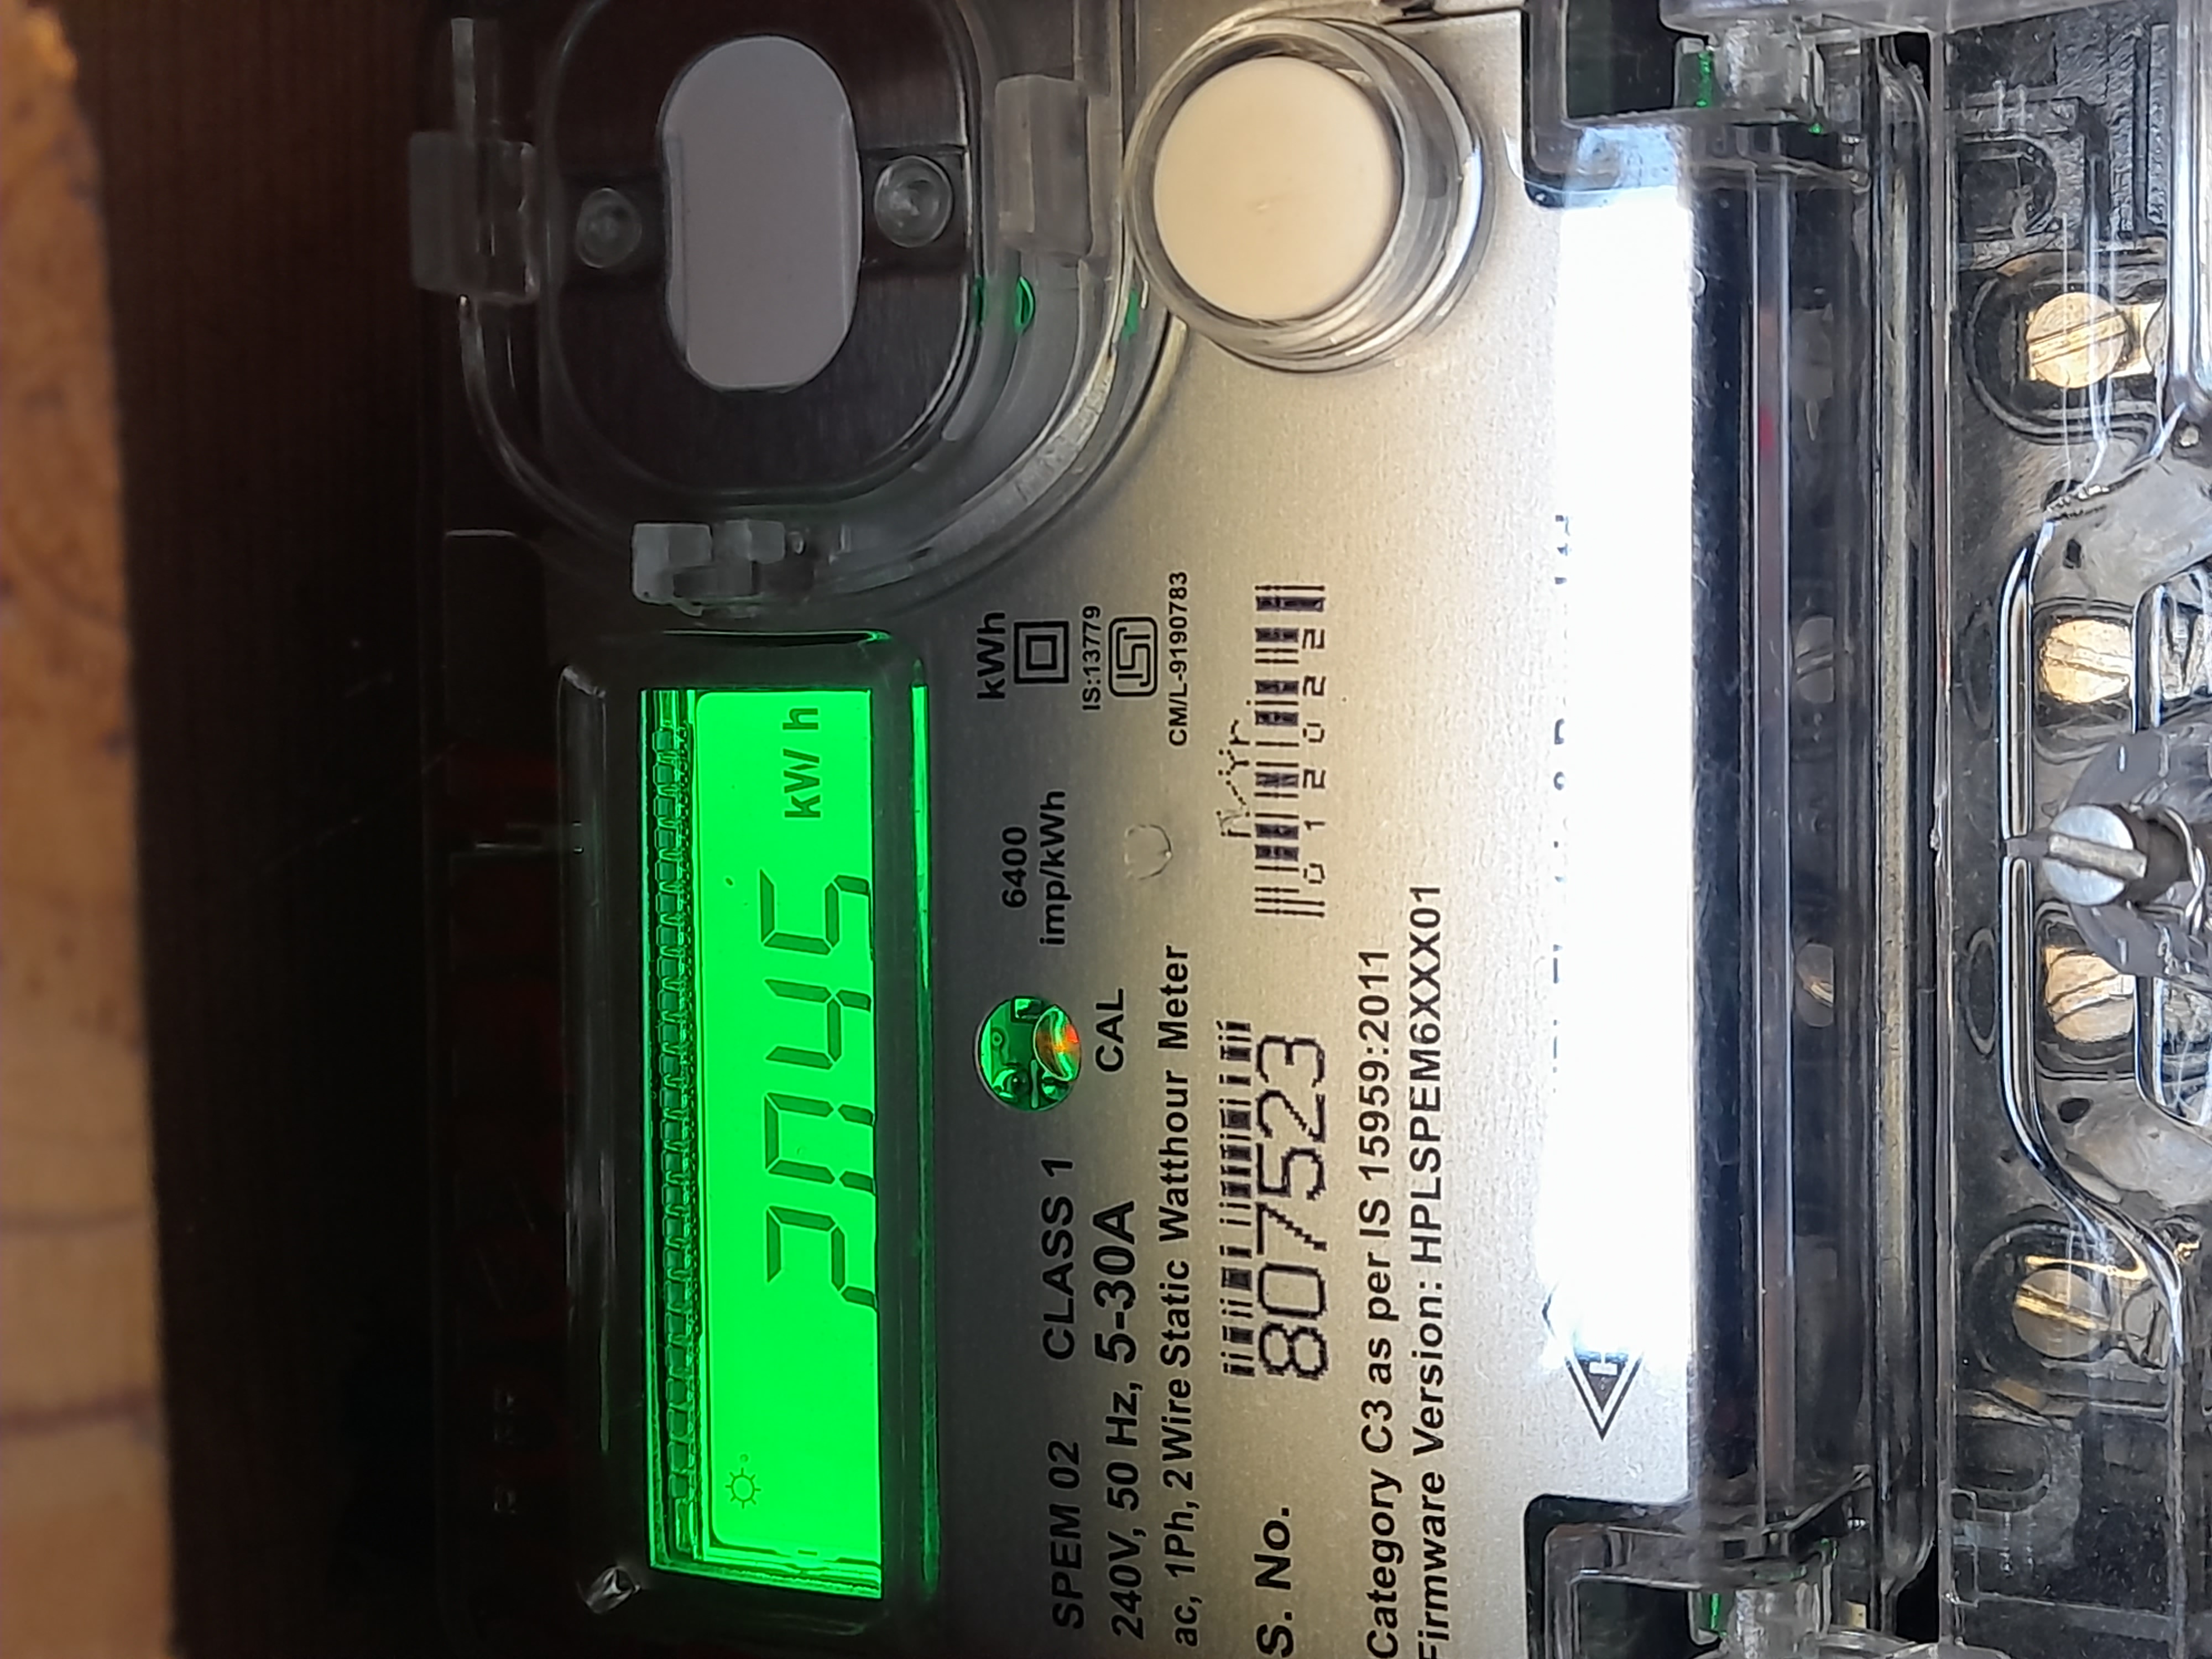 2045 kWh
SPEM 02 CLASS 1
240V, 50 Hz, 5-30A
CAL
6400
imp/kWh
kWh
IS:13779
CM/L-9190783
ac, 1Ph, 2 Wire Static Watthour Meter
S. No. 807523
012022
Category C3 as per IS 15959:2011
Firmware Version: HPLSPEM6XXX01